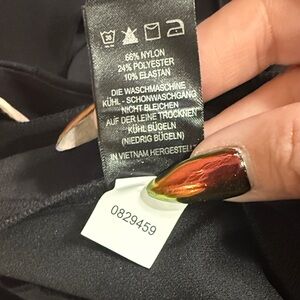 66% NYLON
24% POLYESTER
10% ELASTAN
DIE WASCHMASCHINE
KÜHL - SCHONWASCHGANG
NICHT BLEICHEN
AUF DER LEINE TROCKNEN
KÜHL BÜGELN
(NIEDRIG BÜGELN)
IN VIETNAM HERGESTELLT
0829459